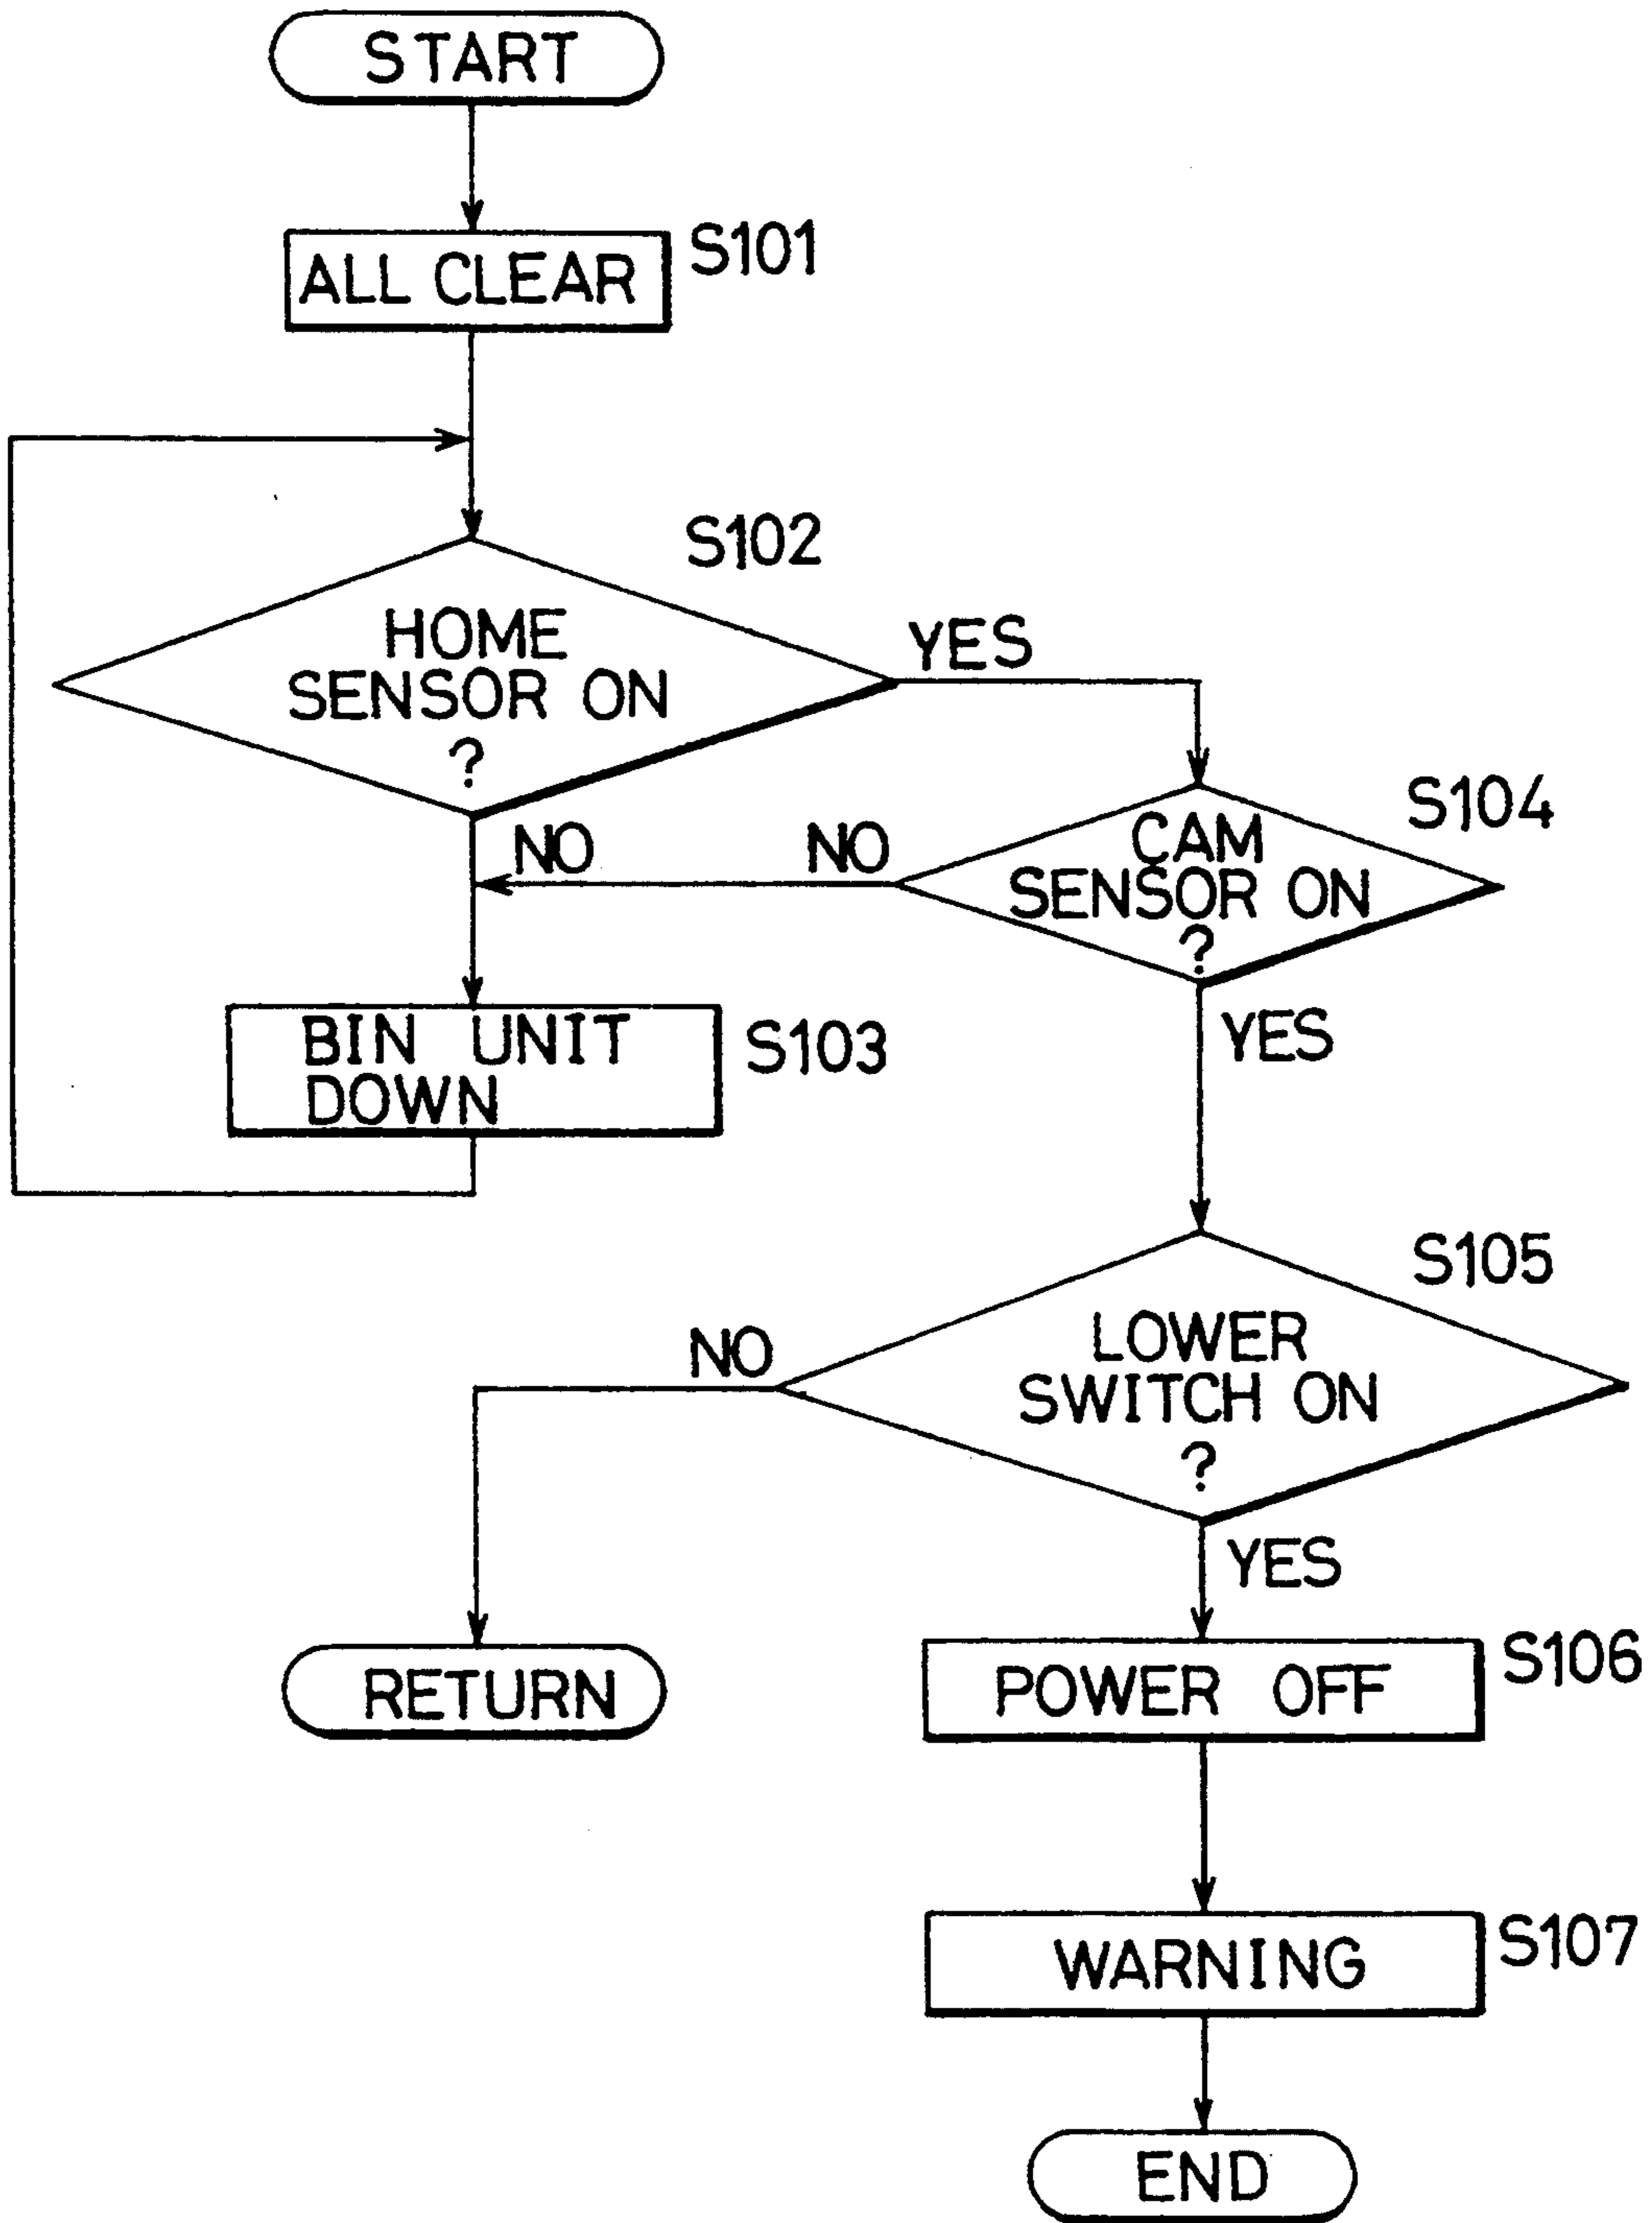 START
ALL CLEAR
S101
S102
HOME
SENSOR ON
?
YES
NO
NO
S104
CAM
SENSOR ON
?
YES
BIN UNIT
DOWN
S103
S105
LOWER
SWITCH ON
?
NO
YES
RETURN
POWER OFF
S106
WARNING
S107
END